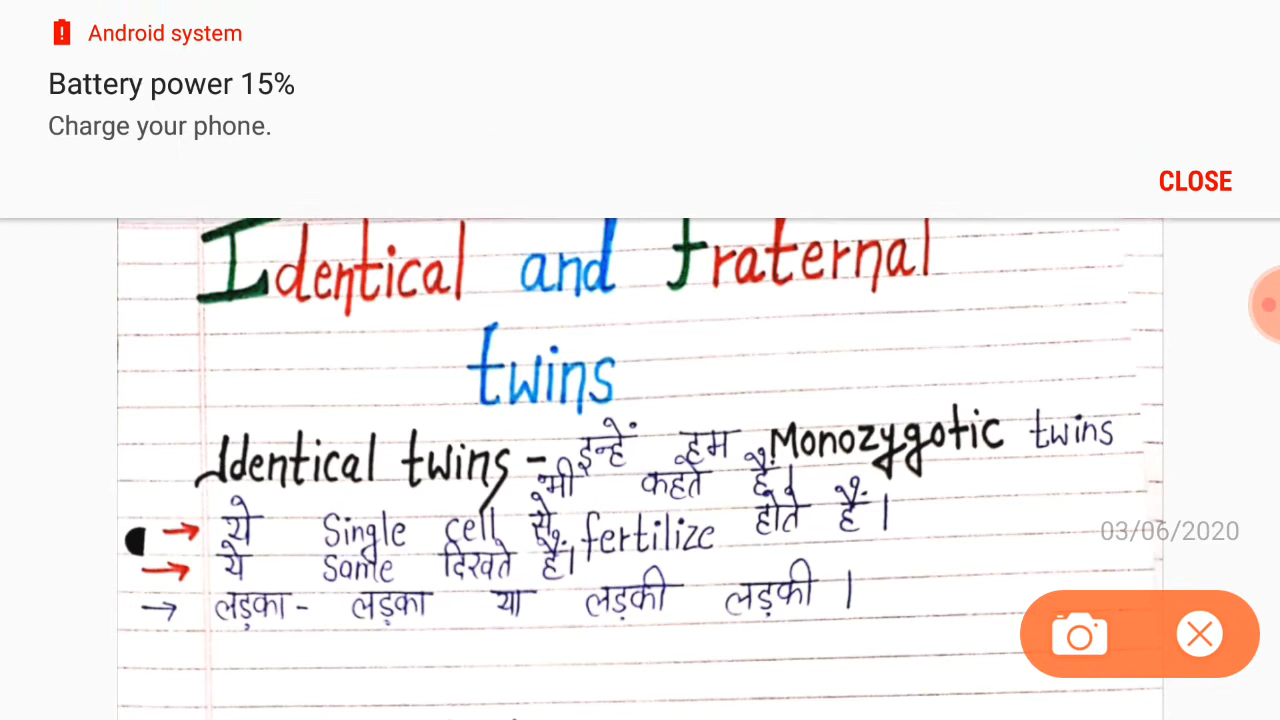 Android system
Battery power 15%
Charge your phone.
CLOSE
Identical and fraternal
twins
Identical twins - इन्हें हम Monozygotic twins
भी कहते हैं।
→ ये Single cell से fertilize होते हैं।
→ ये Same दिखते हैं।
→ लड़का - लड़का या लड़की लड़की।
03/06/2020